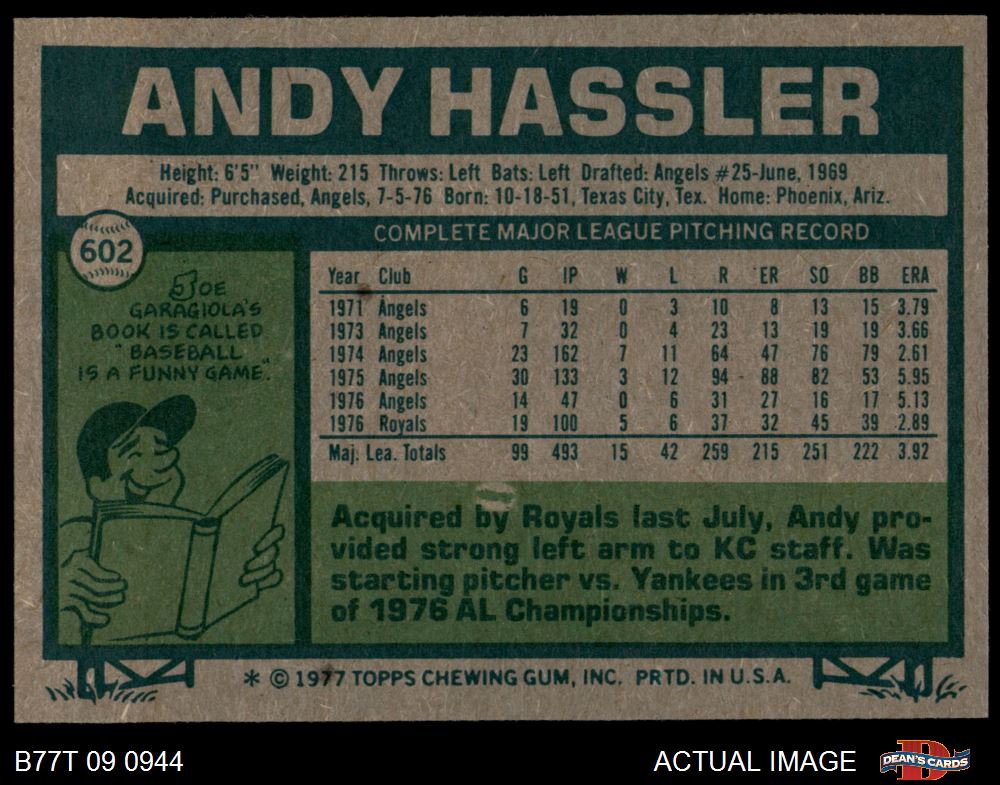 ANDY HASSLER
Height: 6'5" Weight: 215 Throws: Left Bats: Left Drafted: Angels #25-June, 1969
Acquired: Purchased, Angels, 7-5-76 Born: 10-18-51, Texas City, Tex. Home: Phoenix, Ariz.
602
JOE
GARAGIOLA'S
BOOK IS CALLED
"BASEBALL
IS A FUNNY GAME."
COMPLETE MAJOR LEAGUE PITCHING RECORD
Year Club G IP W L R ER SO BB ERA
1971 Angels 6 19 0 3 10 8 13 15 3.79
1973 Angels 7 32 0 4 23 13 19 19 3.66
1974 Angels 23 162 7 11 64 47 76 79 2.61
1975 Angels 30 133 3 12 94 88 82 53 5.95
1976 Angels 14 47 0 6 31 27 16 17 5.13
1976 Royals 19 100 5 6 37 32 45 39 2.89
Maj. Lea. Totals 99 493 15 42 259 215 251 222 3.92
Acquired by Royals last July, Andy pro-
vided strong left arm to KC staff. Was
starting pitcher vs. Yankees in 3rd game
of 1976 AL Championships.
* © 1977 TOPPS CHEWING GUM, INC. PRTD. IN U.S.A.
B77T 09 0944 ACTUAL IMAGE DEAN'S CARDS